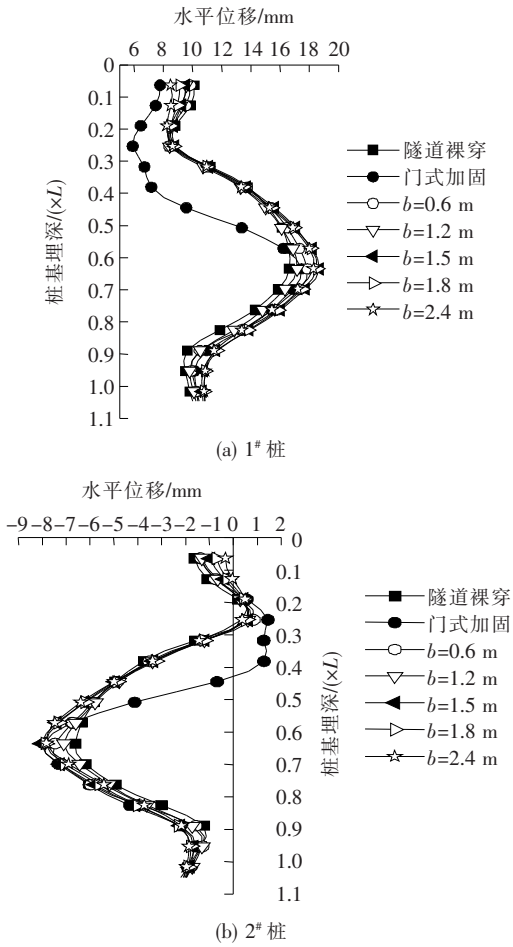 水平位移/mm
6 8 10 12 14 16 18 20
0
0.1
0.2
0.3
0.4
0.5
0.6
0.7
0.8
0.9
1.0
1.1
桩基埋深/(×L)
隧道裸穿
门式加固
b=0.6 m
b=1.2 m
b=1.5 m
b=1.8 m
b=2.4 m
(a) 1# 桩
水平位移/mm
−9 −8 −7 −6 −5 −4 −3 −2 −1 0 1 2
0
0.1
0.2
0.3
0.4
0.5
0.6
0.7
0.8
0.9
1.0
1.1
桩基埋深/(×L)
隧道裸穿
门式加固
b=0.6 m
b=1.2 m
b=1.5 m
b=1.8 m
b=2.4 m
(b) 2# 桩